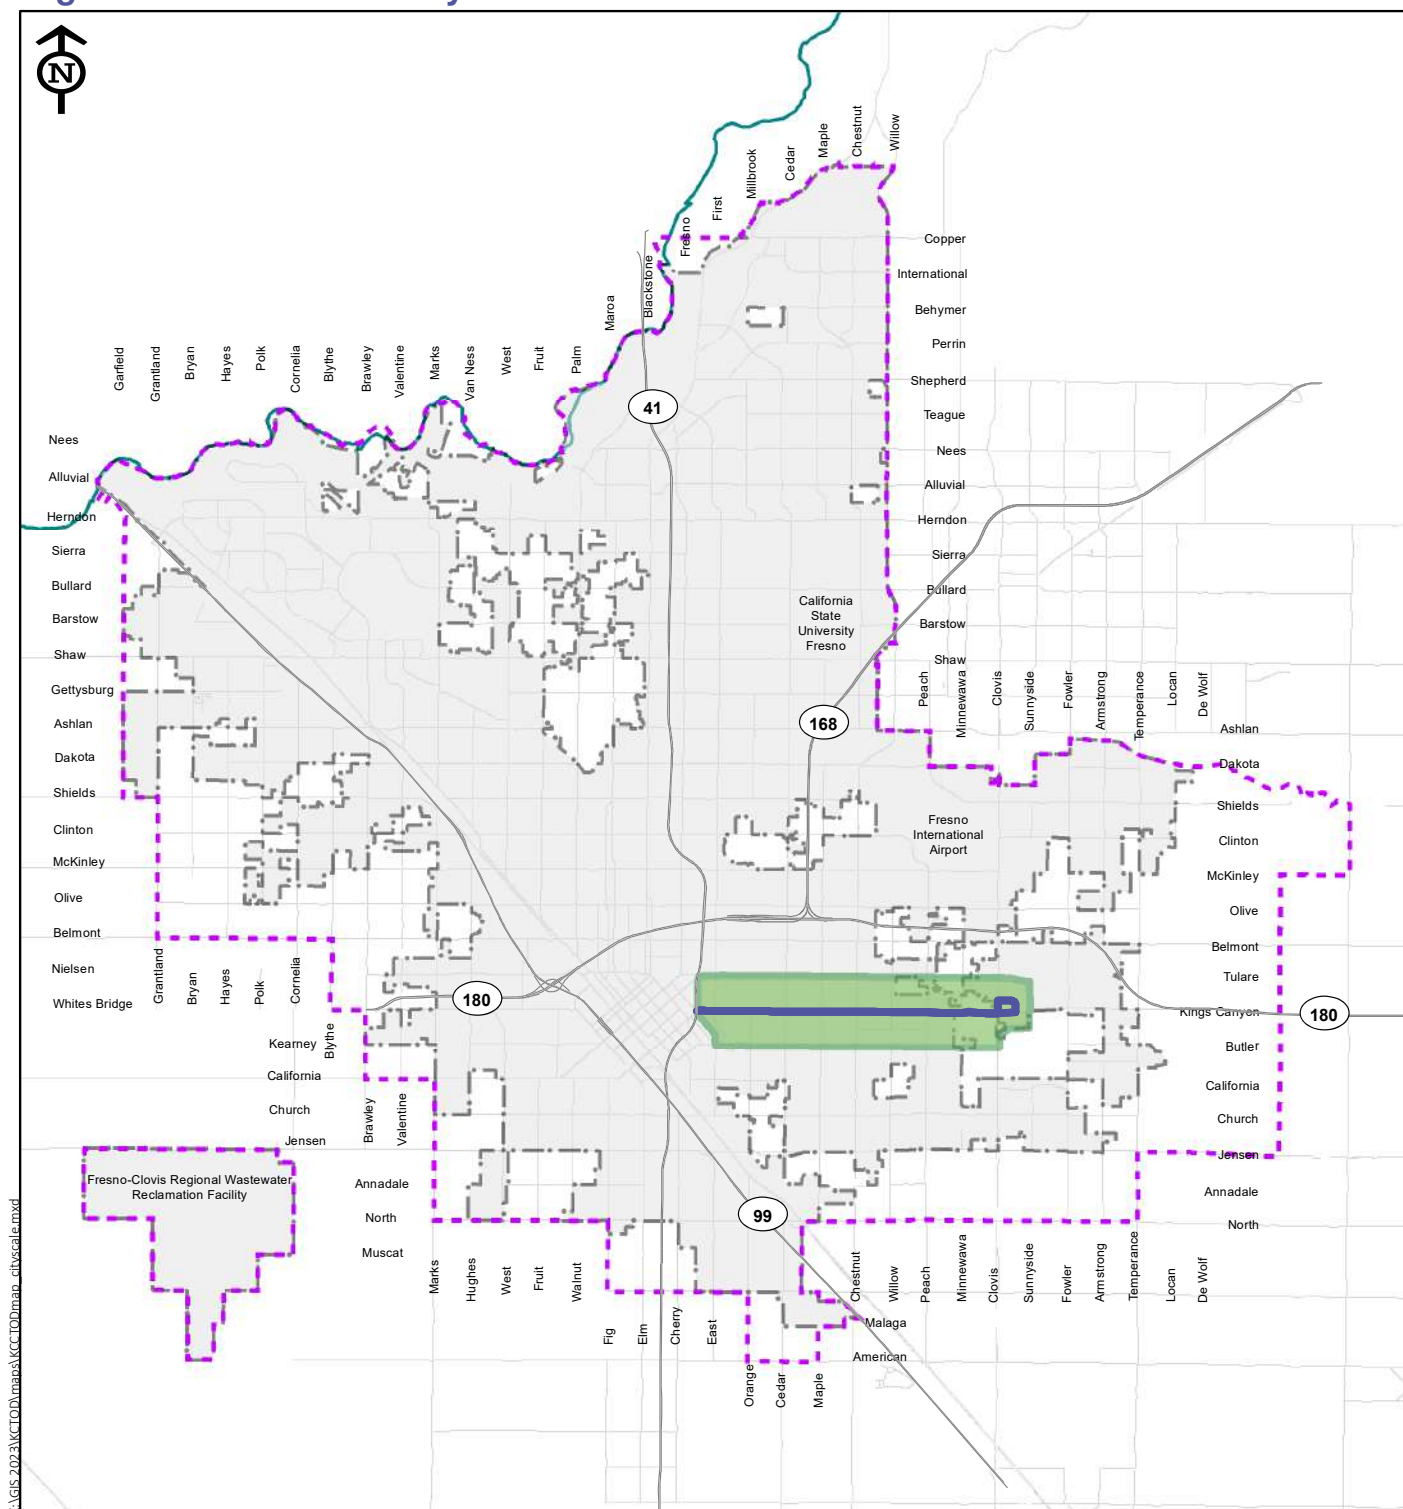 N
Willow
Chestnut
Maple
Cedar
Millbrook
First
Fresno
Blackstone
Maroa
Copper
International
Behymer
Perrin
Shepherd
Teague
Nees
Alluvial
Herndon
Sierra
Bullard
Barstow
Shaw
Garfield
Grantland
Bryan
Hayes
Polk
Cornelia
Blythe
Brawley
Valentine
Marks
Van Ness
West
Fruit
Palm
41
Nees
Alluvial
Herndon
Sierra
Bullard
Barstow
Shaw
Gettysburg
Ashlan
Dakota
Shields
Clinton
McKinley
Olive
Belmont
Nielsen
Whites Bridge
California
State
University
Fresno
168
Peach
Minnewawa
Clovis
Sunnyside
Fowler
Armstrong
Temperance
Locan
De Wolf
Ashlan
Dakota
Shields
Clinton
McKinley
Olive
Belmont
Tulare
Kings Canyon
Butler
California
Church
Jensen
Annadale
North
Fresno
International
Airport
180
180
Grantland
Bryan
Hayes
Polk
Cornelia
Blythe
Kearney
California
Church
Jensen
Brawley
Valentine
Annadale
North
Muscat
Fresno-Clovis Regional Wastewater
Reclamation Facility
99
Marks
Hughes
West
Fruit
Walnut
Fig
Elm
Cherry
East
Orange
Cedar
Maple
Chestnut
Willow
Peach
Minnewawa
Clovis
Sunnyside
Fowler
Armstrong
Temperance
Locan
De Wolf
Malaga
American
:\GIS 2023\KCTOD\maps\KCTODmap_cityscale.mxd